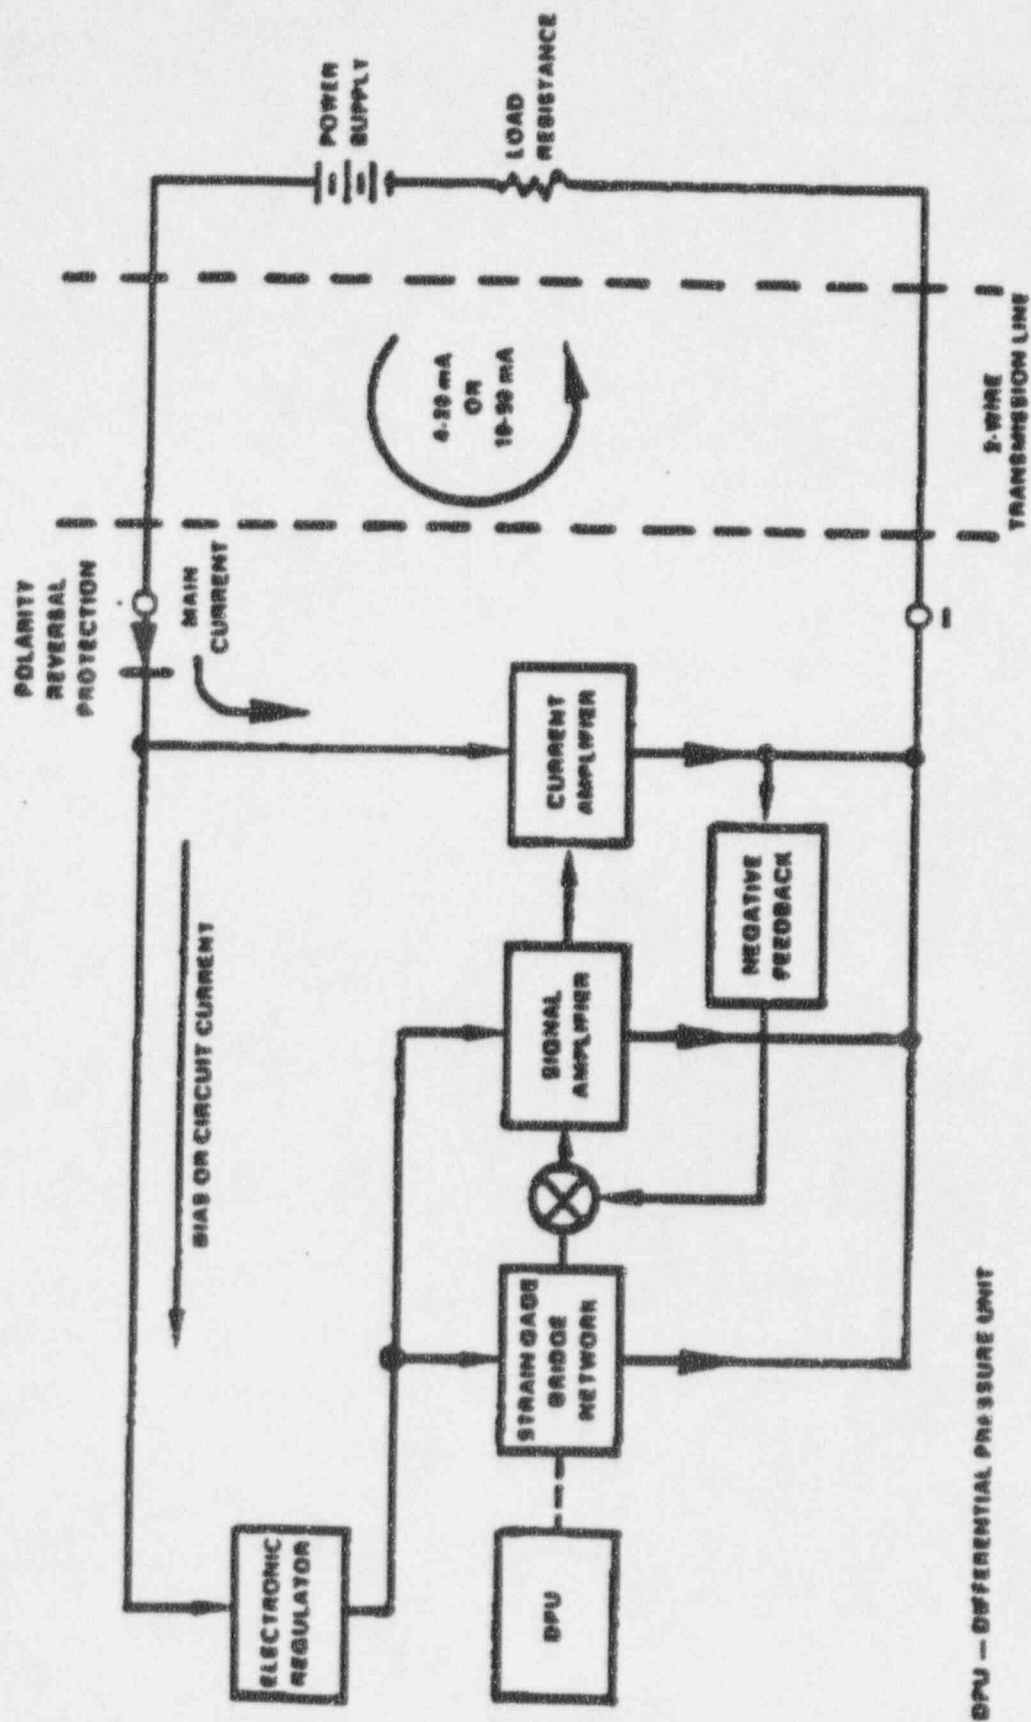 POLARITY
REVERSAL
PROTECTION
MAIN
CURRENT
POWER
SUPPLY
LOAD
RESISTANCE
4-20 mA
OR
10-50 mA
2-WIRE
TRANSMISSION LINE
BIAS OR CIRCUIT CURRENT
ELECTRONIC
REGULATOR
DPU
STRAIN GAGE
BRIDGE
NETWORK
SIGNAL
AMPLIFIER
CURRENT
AMPLIFIER
NEGATIVE
FEEDBACK
-
DPU — DIFFERENTIAL PRESSURE UNIT